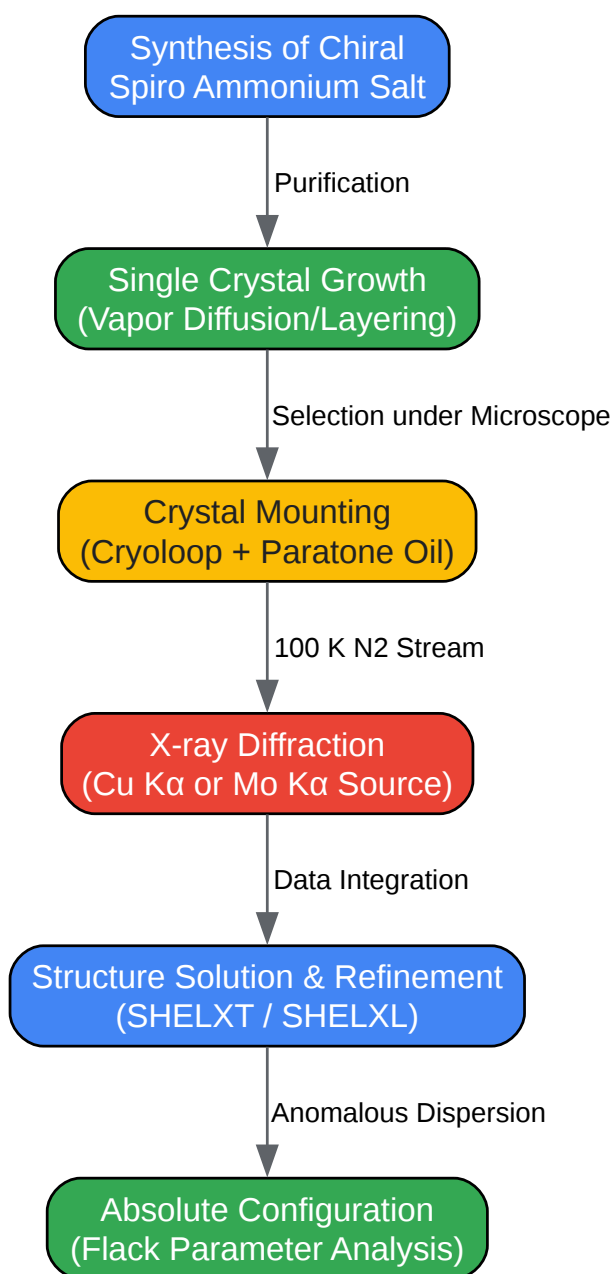 Synthesis of Chiral
Spiro Ammonium Salt
Purification
Single Crystal Growth
(Vapor Diffusion/Layering)
Selection under Microscope
Crystal Mounting
(Cryoloop + Paratone Oil)
100 K N2 Stream
X-ray Diffraction
(Cu Kα or Mo Kα Source)
Data Integration
Structure Solution & Refinement
(SHELXT / SHELXL)
Anomalous Dispersion
Absolute Configuration
(Flack Parameter Analysis)